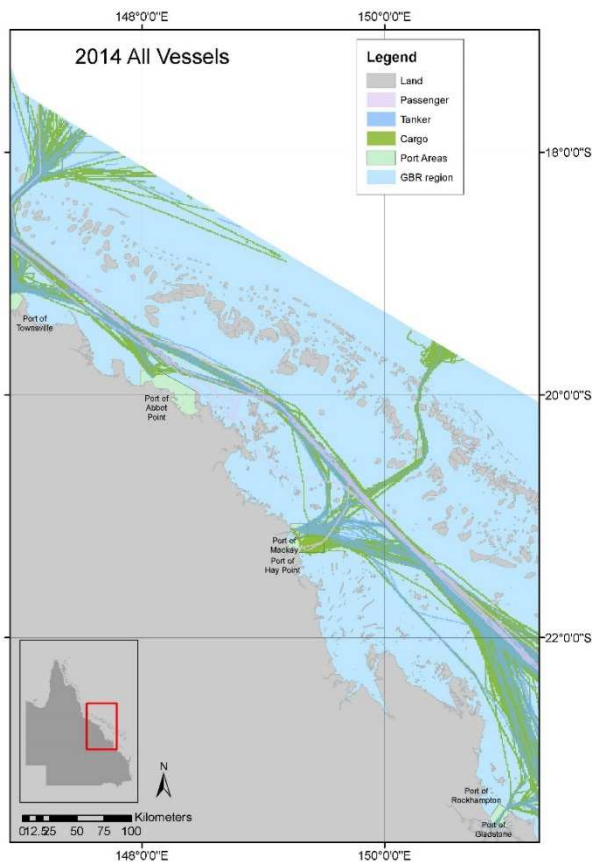 148°0'0"E
150°0'0"E
2014 All Vessels
Legend
Land
Passenger
Tanker
Cargo
Port Areas
GBR region
18°0'0"S
Port of
Townsville
20°0'0"S
Port of
Abbot
Point
Port of
Mackay
Port of
Hay Point
22°0'0"S
N
Kilometers
0 12.5 25 50 75 100
Port of
Rockhampton
Port of
Gladstone
148°0'0"E
150°0'0"E